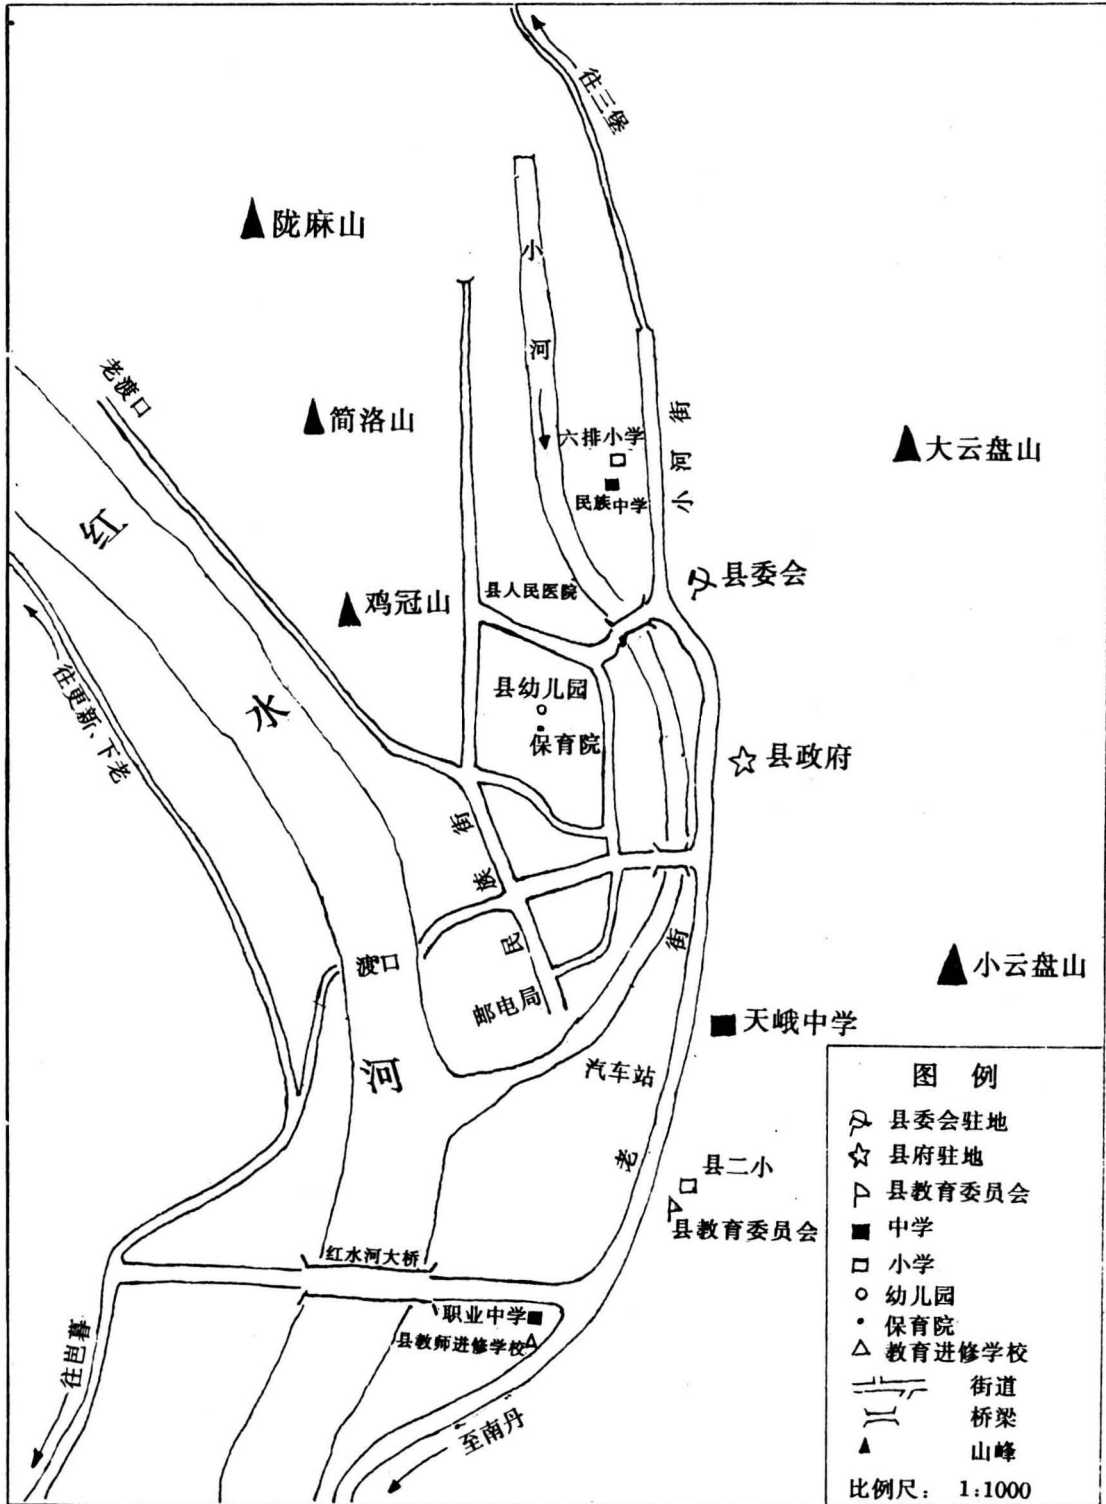 往三堡
陇麻山
小河
老渡口
简洛山
六排小学
民族中学
小河街
大云盘山
县委会
县人民医院
鸡冠山
红水河
往更新、下老
县幼儿园
保育院
县政府
民族街
渡口
邮电局
老街
小云盘山
天峨中学
汽车站
县二小
县教育委员会
红水河大桥
职业中学
县教师进修学校
往岜暮
至南丹
图例
县委会驻地
县府驻地
县教育委员会
中学
小学
幼儿园
保育院
教育进修学校
街道
桥梁
山峰
比例尺： 1:1000